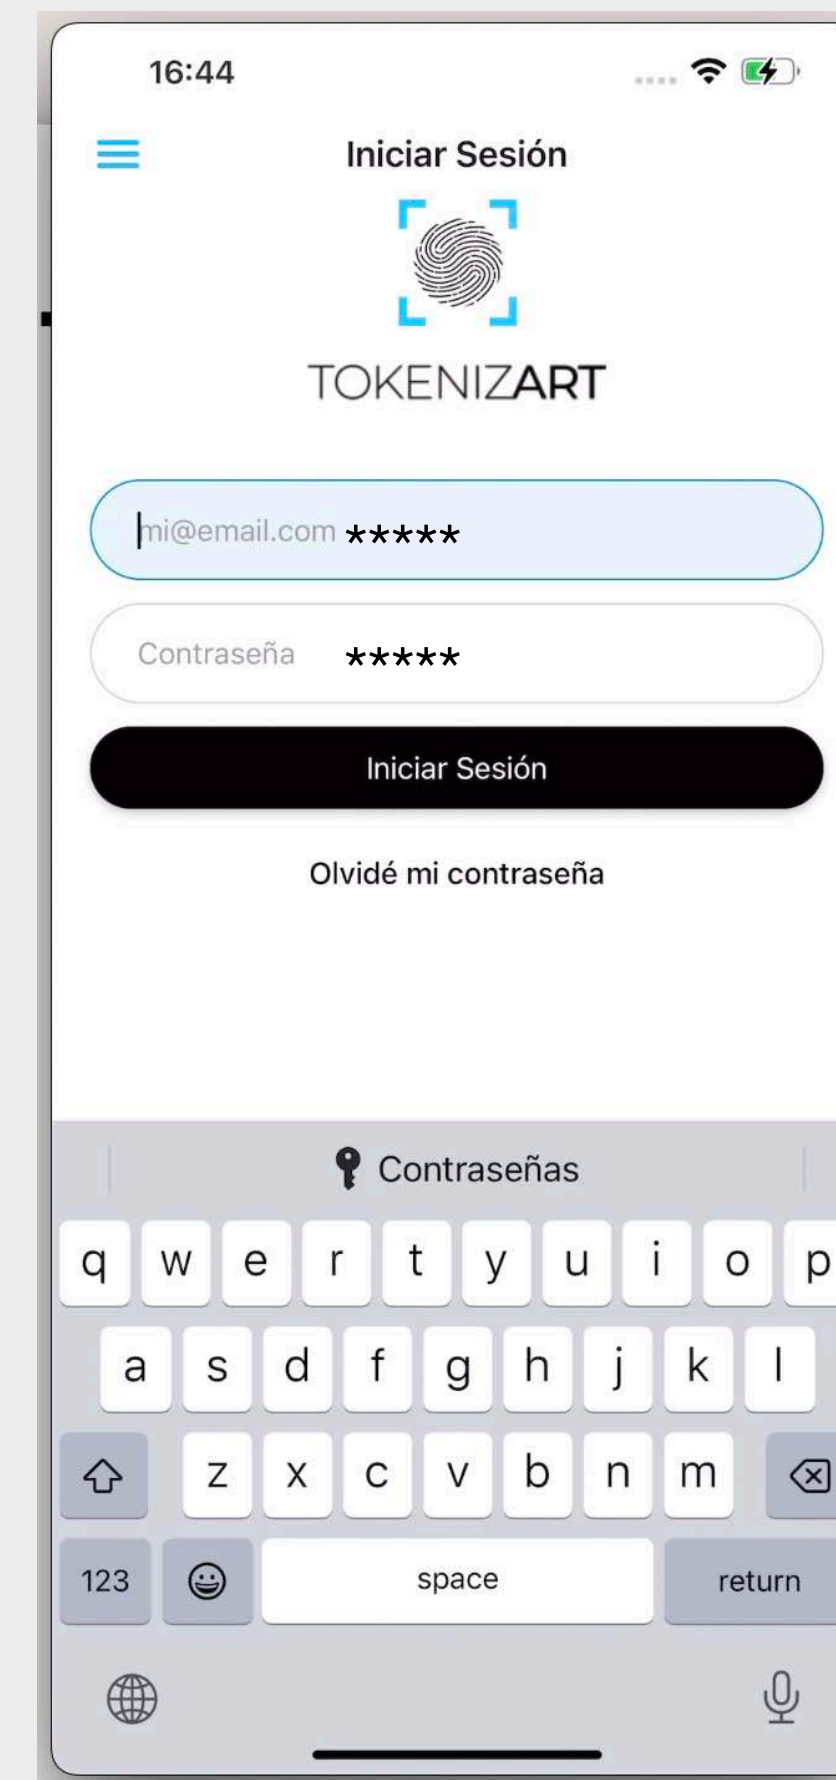 16:44
Iniciar Sesión
TOKENIZART
mi@email.com *****
Contraseña *****
Iniciar Sesión
Olvidé mi contraseña
Contraseñas
q w e r t y u i o p
a s d f g h j k l
z x c v b n m
123 space return